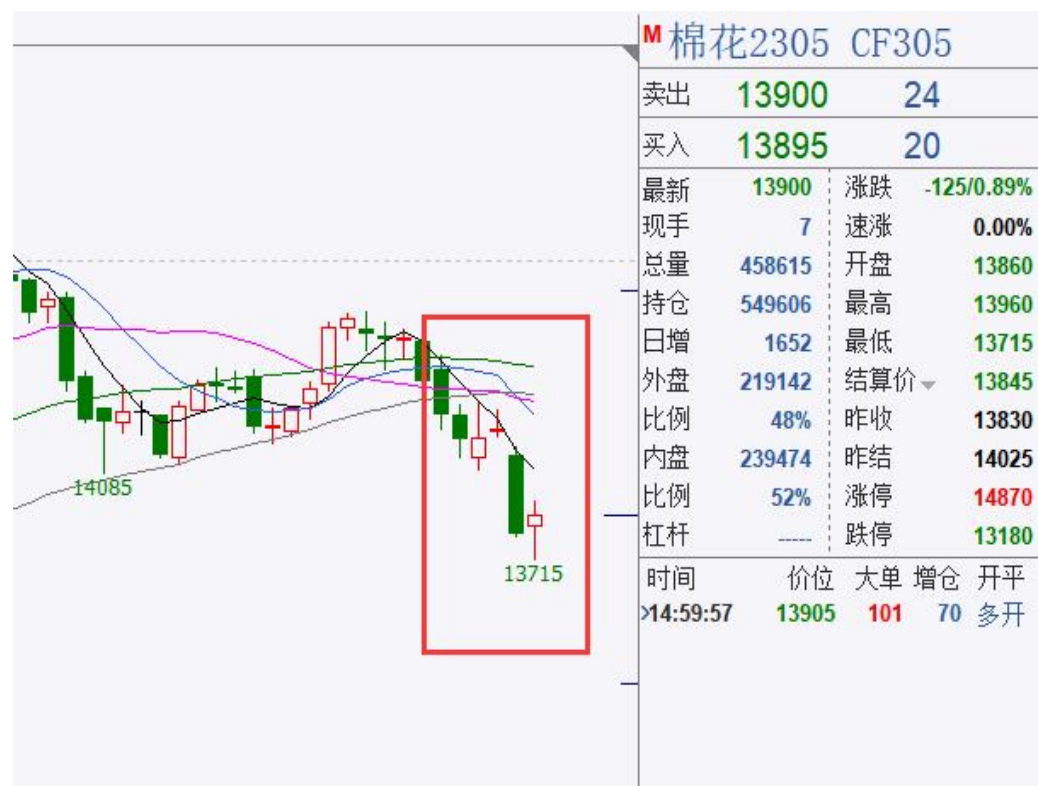 M 棉花2305 CF305
卖出 13900 24
买入 13895 20
最新 13900 涨跌 -125/0.89%
现手 7 速涨 0.00%
总量 458615 开盘 13860
持仓 549606 最高 13960
日增 1652 最低 13715
外盘 219142 结算价 13845
比例 48% 昨收 13830
内盘 239474 昨结 14025
比例 52% 涨停 14870
杠杆 ----- 跌停 13180
时间 价位 大单 增仓 开平
14:59:57 13905 101 70 多开
14085
13715